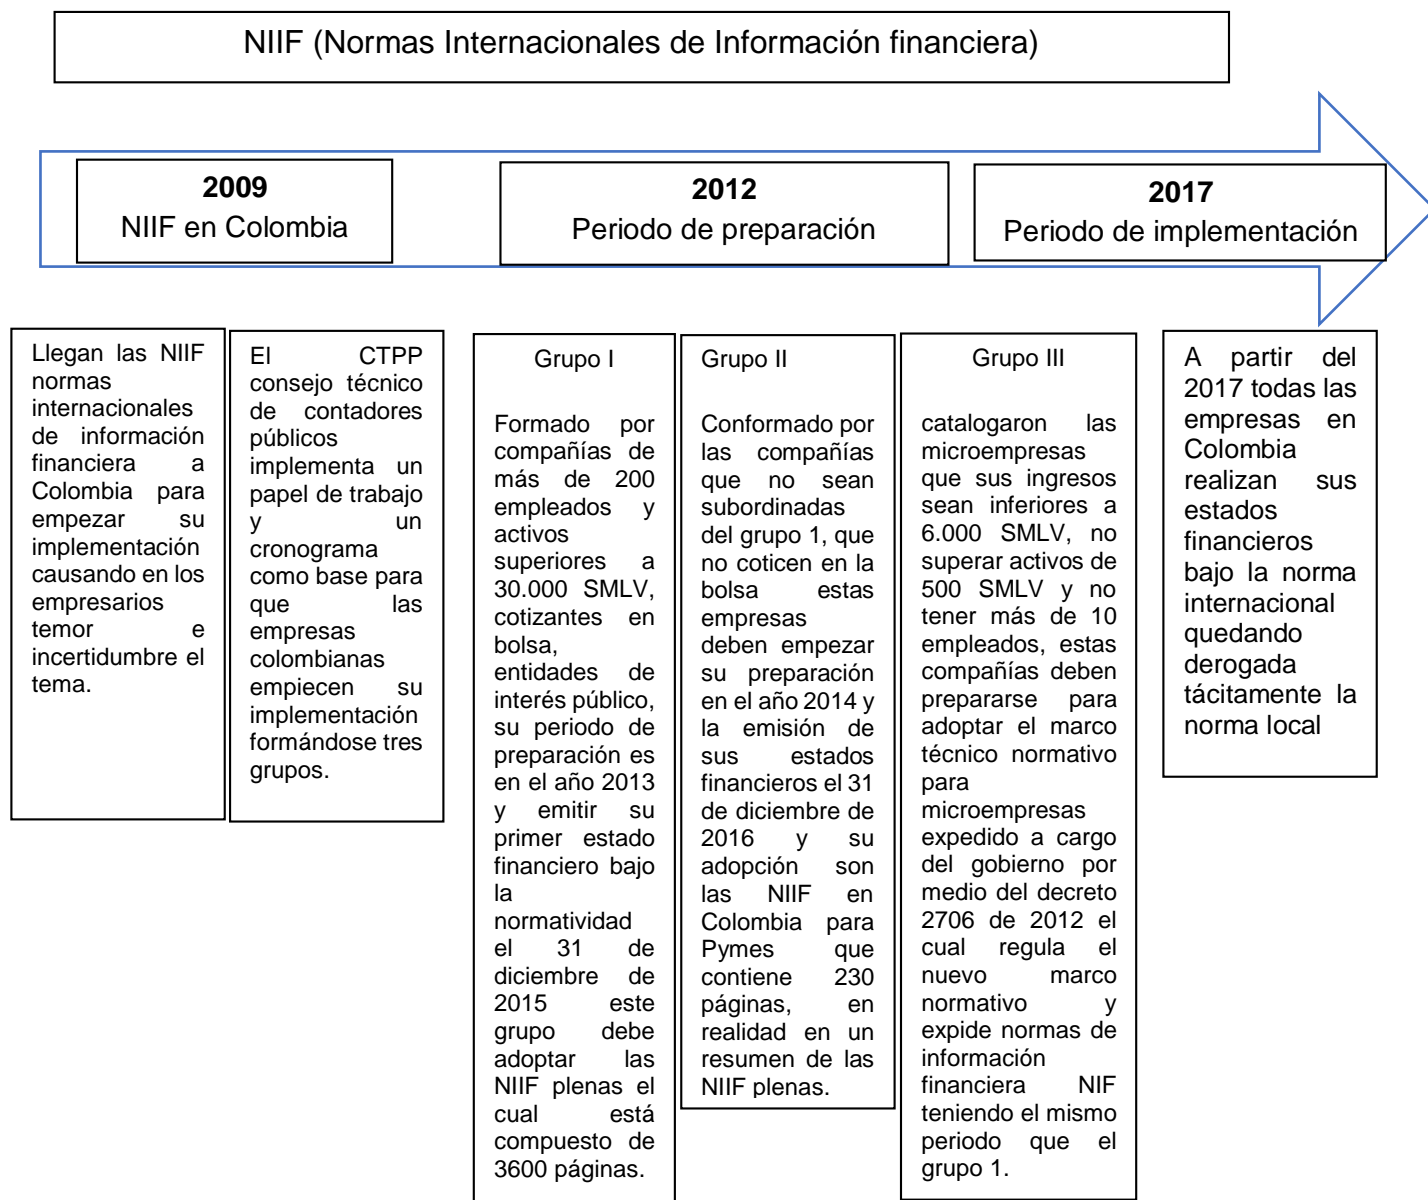 NIIF (Normas Internacionales de Información financiera)
2009
NIIF en Colombia
2012
Periodo de preparación
2017
Periodo de implementación
Llegan las NIIF
normas
internacionales
de información
financiera a
Colombia para
empezar su
implementación
causando en los
empresarios
temor e
incertidumbre el
tema.
El CTPP
consejo técnico
de contadores
públicos
implementa un
papel de trabajo
y un
cronograma
como base para
que las
empresas
colombianas
empiecen su
implementación
formándose tres
grupos.
Grupo I
Formado por
compañías de
más de 200
empleados y
activos
superiores a
30.000 SMLV,
cotizantes en
bolsa,
entidades de
interés público,
su periodo de
preparación es
en el año 2013
y emitir su
primer estado
financiero bajo
la
normatividad
el 31 de
diciembre de
2015 este
grupo debe
adoptar las
NIIF plenas el
cual está
compuesto de
3600 páginas.
Grupo II
Conformado por
las compañías
que no sean
subordinadas
del grupo 1, que
no coticen en la
bolsa estas
empresas
deben empezar
su preparación
en el año 2014 y
la emisión de
sus estados
financieros el 31
de diciembre de
2016 y su
adopción son
las NIIF en
Colombia para
Pymes que
contiene 230
páginas, en
realidad en un
resumen de las
NIIF plenas.
Grupo III
catalogaron las
microempresas
que sus ingresos
sean inferiores a
6.000 SMLV, no
superar activos de
500 SMLV y no
tener más de 10
empleados, estas
compañías deben
prepararse para
adoptar el marco
técnico normativo
para
microempresas
expedido a cargo
del gobierno por
medio del decreto
2706 de 2012 el
cual regula el
nuevo marco
normativo y
expide normas de
información
financiera NIF
teniendo el mismo
periodo que el
grupo 1.
A partir del
2017 todas las
empresas en
Colombia
realizan sus
estados
financieros
bajo la norma
internacional
quedando
derogada
tácitamente la
norma local